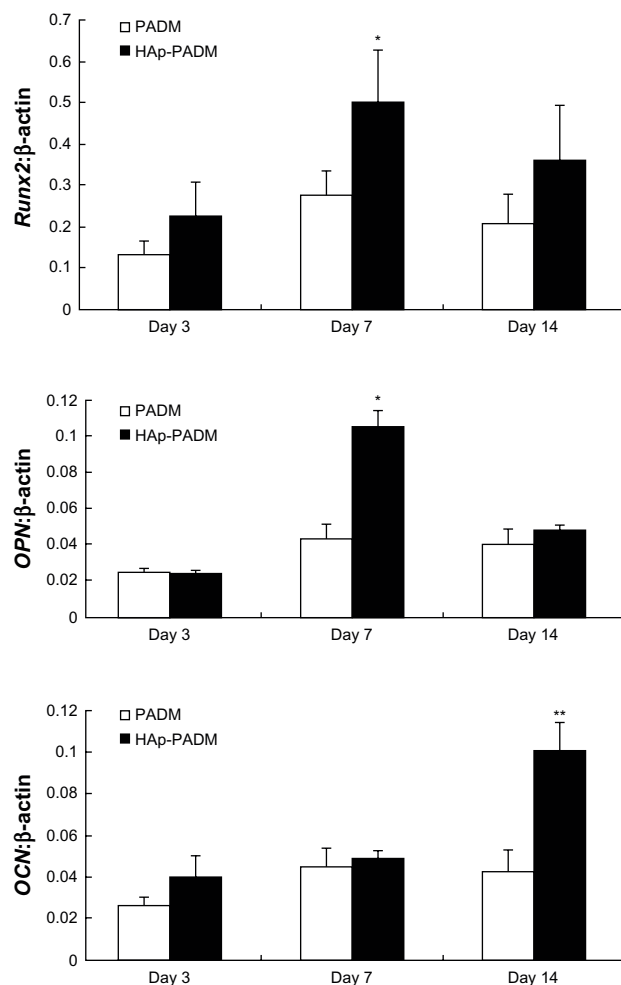 Runx2:β-actin
0.7
0.6
0.5
0.4
0.3
0.2
0.1
0
PADM
HAp-PADM
*
Day 3 Day 7 Day 14
OPN:β-actin
0.12
0.1
0.08
0.06
0.04
0.02
0
PADM
HAp-PADM
*
Day 3 Day 7 Day 14
OCN:β-actin
0.12
0.1
0.08
0.06
0.04
0.02
0
PADM
HAp-PADM
**
Day 3 Day 7 Day 14